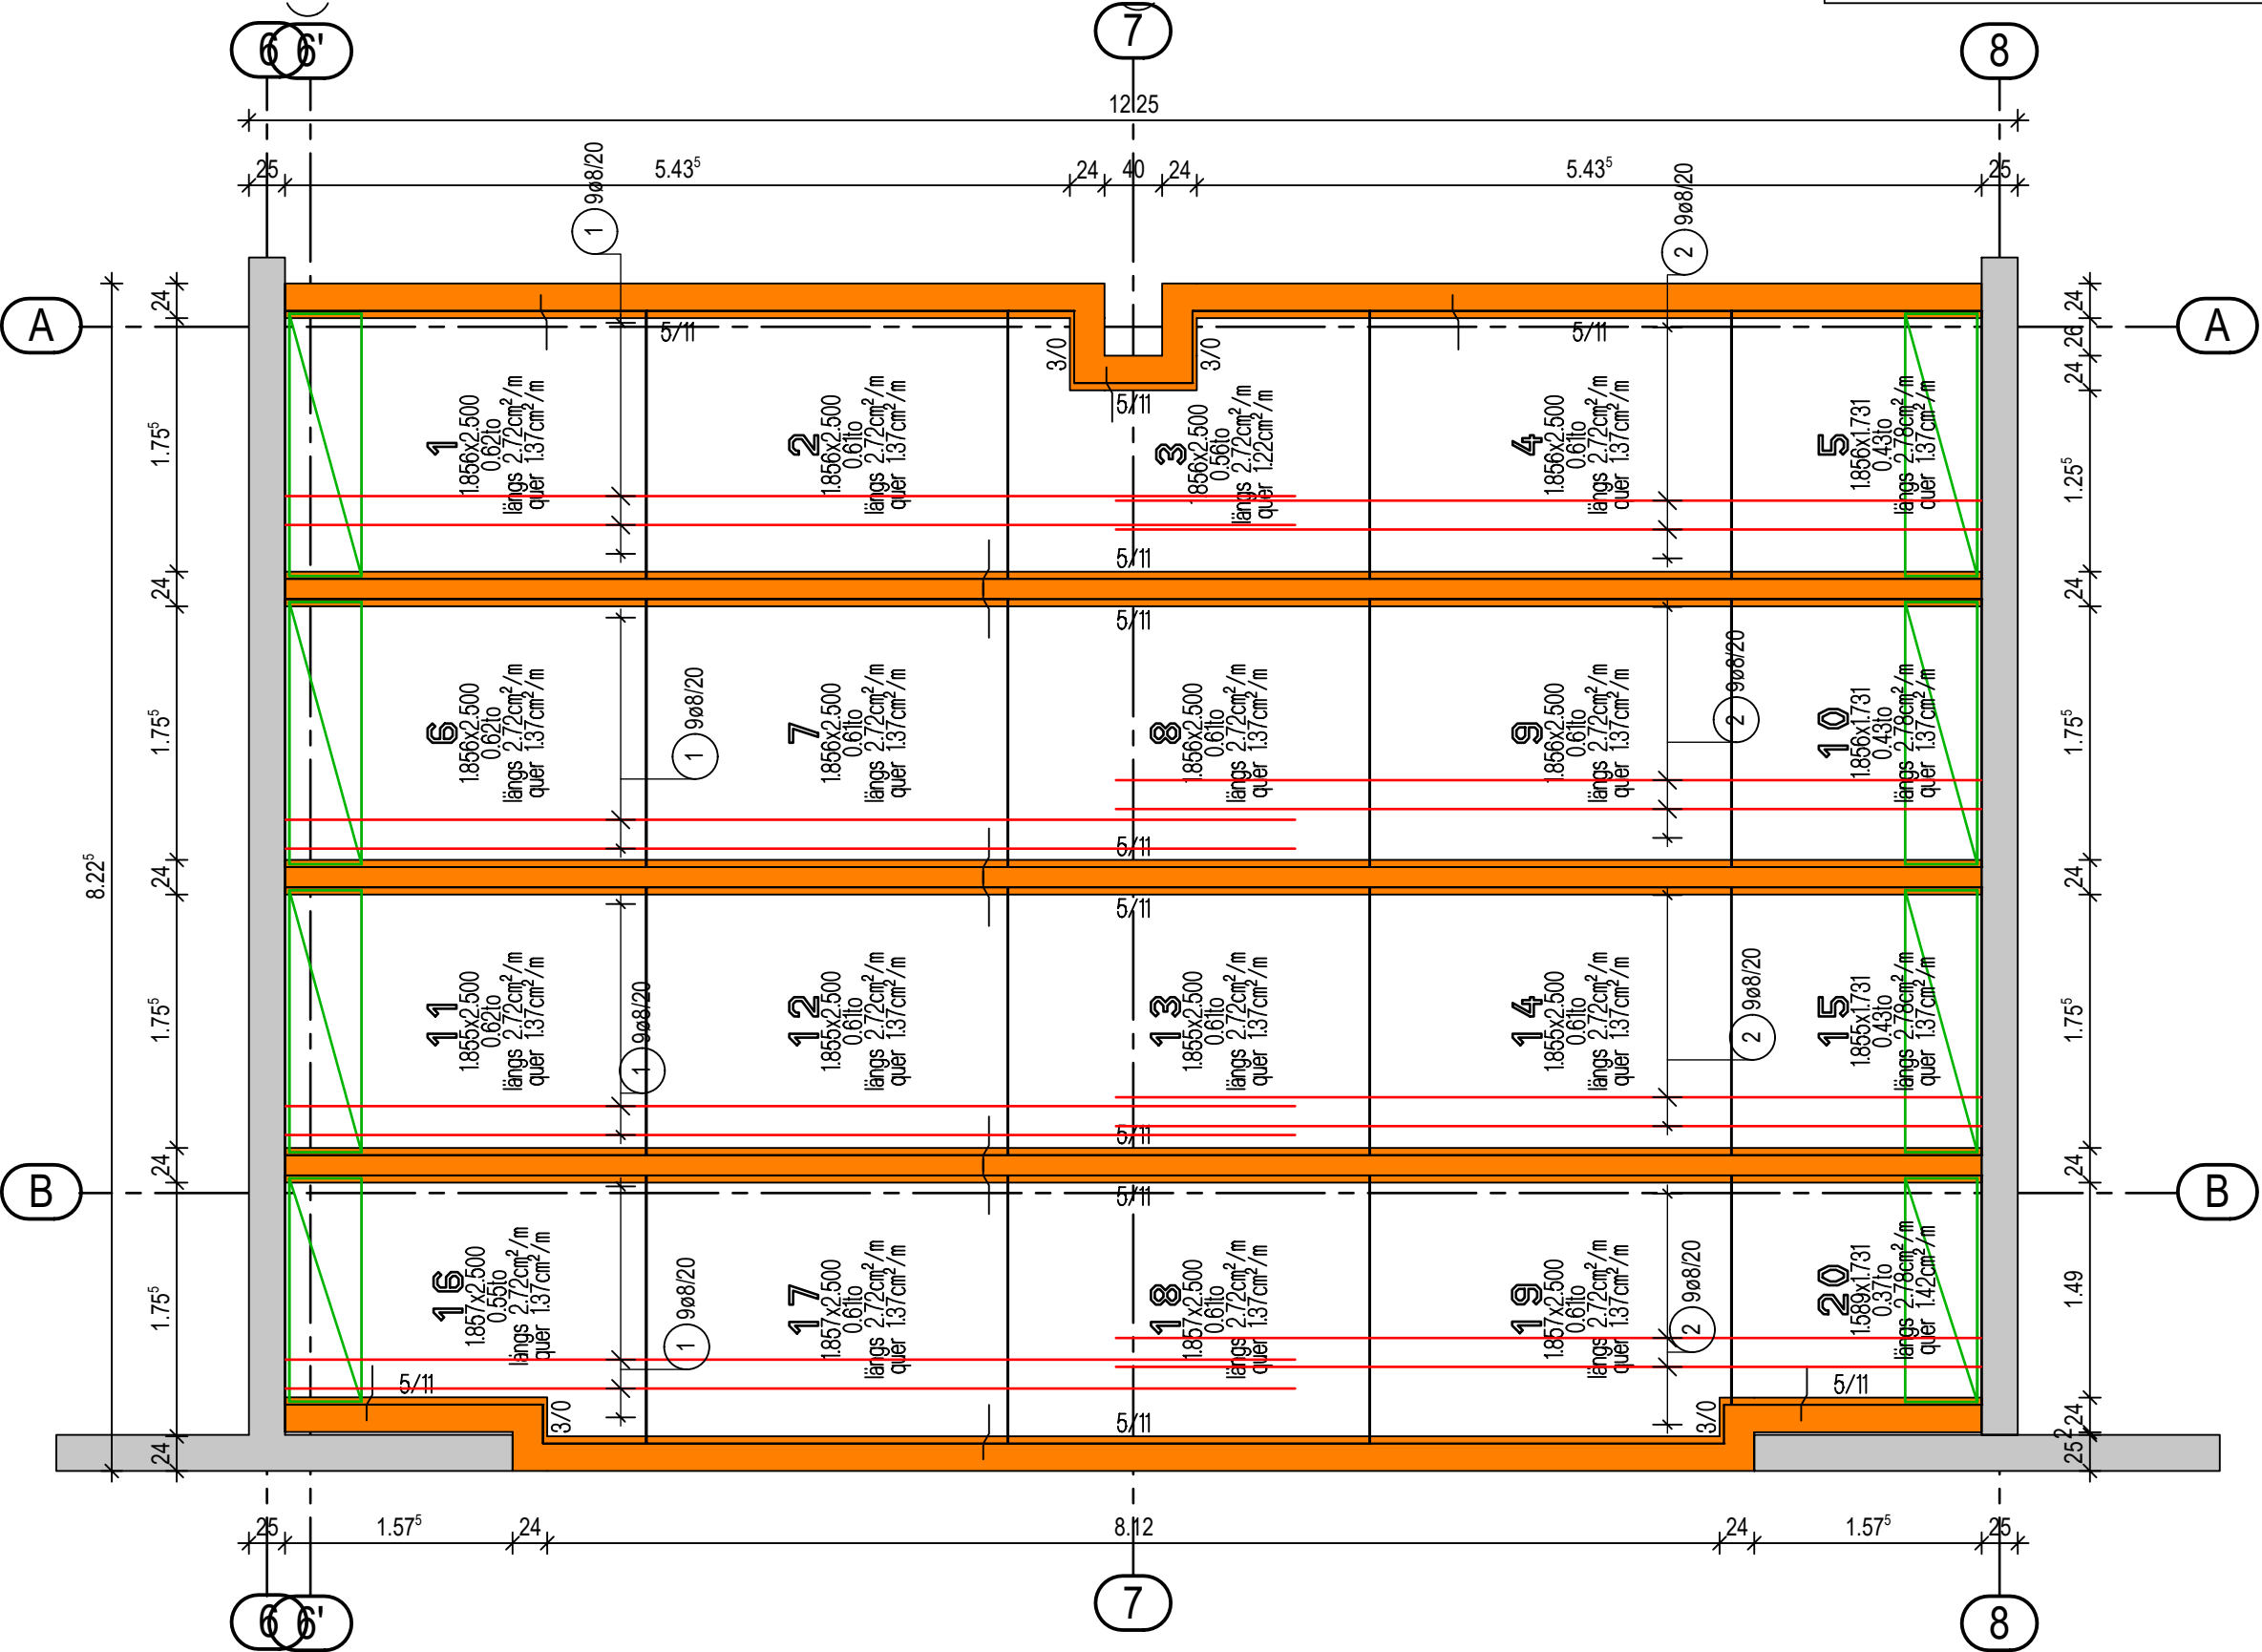 6 6' 7 8
12.25
25 5.43⁵ 24 40 24 5.43⁵ 25
1 9ø8/20
2 9ø8/20
A A
24 24
5/11 5/11
26
3/0 3/0
24
5/11
1.75⁵
1
1.856x2.500
0.62to
längs 2.72cm²/m
quer 1.37cm²/m
2
1.856x2.500
0.61to
längs 2.72cm²/m
quer 1.37cm²/m
3
1.856x2.500
0.56to
längs 2.72cm²/m
quer 1.22cm²/m
4
1.856x2.500
0.61to
längs 2.72cm²/m
quer 1.37cm²/m
5
1.856x1.731
0.43to
längs 2.78cm²/m
quer 1.37cm²/m
1.25⁵
5/11
24 24
5/11
1.75⁵
6
1.856x2.500
0.62to
längs 2.72cm²/m
quer 1.37cm²/m
1 9ø8/20
7
1.856x2.500
0.61to
längs 2.72cm²/m
quer 1.37cm²/m
8
1.856x2.500
0.61to
längs 2.72cm²/m
quer 1.37cm²/m
9
1.856x2.500
0.61to
längs 2.72cm²/m
quer 1.37cm²/m
2 9ø8/20
10
1.856x1.731
0.43to
längs 2.78cm²/m
quer 1.37cm²/m
1.75⁵
5/11
8.22⁵
24 24
5/11
1.75⁵
11
1.855x2.500
0.62to
längs 2.72cm²/m
quer 1.37cm²/m
1 9ø8/20
12
1.855x2.500
0.61to
längs 2.72cm²/m
quer 1.37cm²/m
13
1.855x2.500
0.61to
längs 2.72cm²/m
quer 1.37cm²/m
14
1.855x2.500
0.61to
längs 2.72cm²/m
quer 1.37cm²/m
2 9ø8/20
15
1.855x1.731
0.43to
längs 2.78cm²/m
quer 1.37cm²/m
1.75⁵
5/11
24 24
B B
5/11
1.75⁵
16
1.857x2.500
0.55to
längs 2.72cm²/m
quer 1.37cm²/m
1 9ø8/20
17
1.857x2.500
0.61to
längs 2.72cm²/m
quer 1.37cm²/m
18
1.857x2.500
0.61to
längs 2.72cm²/m
quer 1.37cm²/m
19
1.857x2.500
0.61to
längs 2.72cm²/m
quer 1.37cm²/m
2 9ø8/20
20
1.589x1.731
0.37to
längs 2.78cm²/m
quer 1.42cm²/m
1.49
5/11 5/11
3/0 5/11 3/0
24
2
24 25
25 1.57⁵ 24 8.12 24 1.57⁵ 25
6 6' 7 8